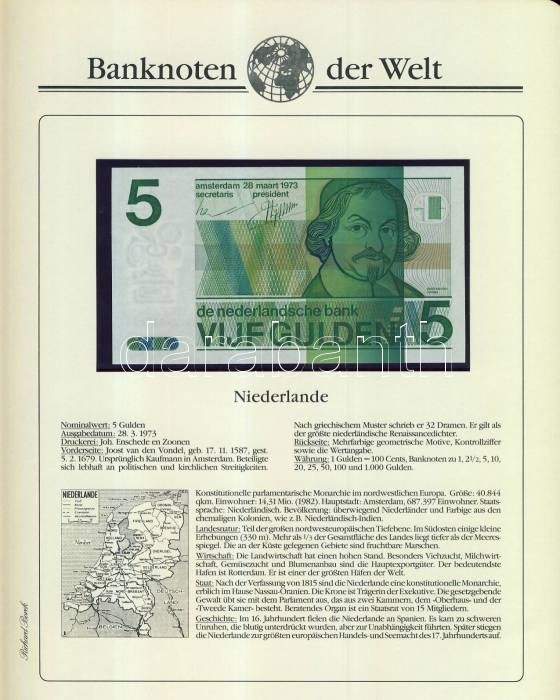 Banknoten der Welt
5
amsterdam 28 maart 1973
secretaris president
de nederlandsche bank
VIJF GULDEN 5
darabanth
Niederlande
Nominalwert: 5 Gulden
Ausgabedatum: 28. 3. 1973
Druckerei: Joh. Enschede en Zoonen
Vorderseite: Joost van den Vondel, geb. 17. 11. 1587, gest.
5. 2. 1679. Ursprünglich Kaufmann in Amsterdam. Beteiligte
sich lebhaft an politischen und kirchlichen Streitigkeiten.
Nach griechischem Muster schrieb er 32 Dramen. Er gilt als
der größte niederländische Renaissancedichter.
Rückseite: Mehrfarbige geometrische Motive, Kontrollziffer
sowie die Wertangabe.
Währung: 1 Gulden = 100 Cents, Banknoten zu 1, 2½, 5, 10,
20, 25, 50, 100 und 1.000 Gulden.
NIEDERLANDE
Konstitutionelle parlamentarische Monarchie im nordwestlichen Europa. Größe: 40.844
qkm. Einwohner: 14,31 Mio. (1982). Hauptstadt: Amsterdam, 687.397 Einwohner. Staats-
sprache: Niederländisch. Bevölkerung: überwiegend Niederländer und Farbige aus den
ehemaligen Kolonien, wie z. B. Niederländisch-Indien.
Landesnatur: Teil der großen nordwesteuropäischen Tiefebene. Im Südosten einige kleine
Erhebungen (330 m). Mehr als 1/3 der Gesamtfläche des Landes liegt tiefer als der Meeres-
spiegel. Die an der Küste gelegenen Gebiete sind fruchtbare Marschen.
Wirtschaft: Die Landwirtschaft hat einen hohen Stand. Besonders Viehzucht, Milchwirt-
schaft, Gemüsezucht und Blumenanbau sind die Hauptexportgüter. Der bedeutendste
Hafen ist Rotterdam. Er ist einer der größten Häfen der Welt.
Staat: Nach der Verfassung von 1815 sind die Niederlande eine konstitutionelle Monarchie,
erblich im Hause Nassau-Oranien. Die Krone ist Trägerin der Exekutive. Die gesetzgebende
Gewalt übt sie mit dem Parlament aus, das aus zwei Kammern, dem »Oberhaus« und der
»Tweede Kamer« besteht. Beratendes Organ ist ein Staatsrat von 15 Mitgliedern.
Geschichte: Im 16. Jahrhundert fielen die Niederlande an Spanien. Es kam zu schweren
Unruhen, die blutig unterdrückt wurden, aber zur Unabhängigkeit führten. Später stiegen
die Niederlande zur größten europäischen Handels- und Seemacht des 17. Jahrhunderts auf.
BELGIEN
Richard Borek